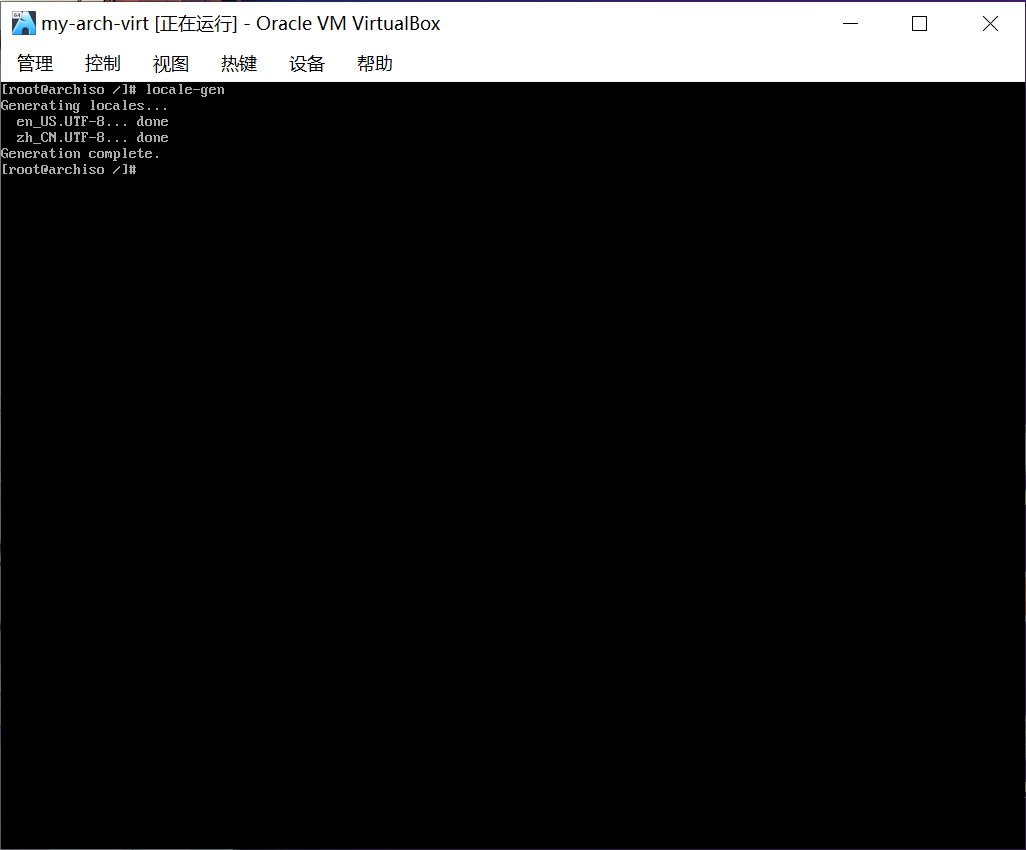 my-arch-virt [正在运行] - Oracle VM VirtualBox
管理 控制 视图 热键 设备 帮助
[root@archiso /]# locale-gen
Generating locales...
  en_US.UTF-8... done
  zh_CN.UTF-8... done
Generation complete.
[root@archiso /]#